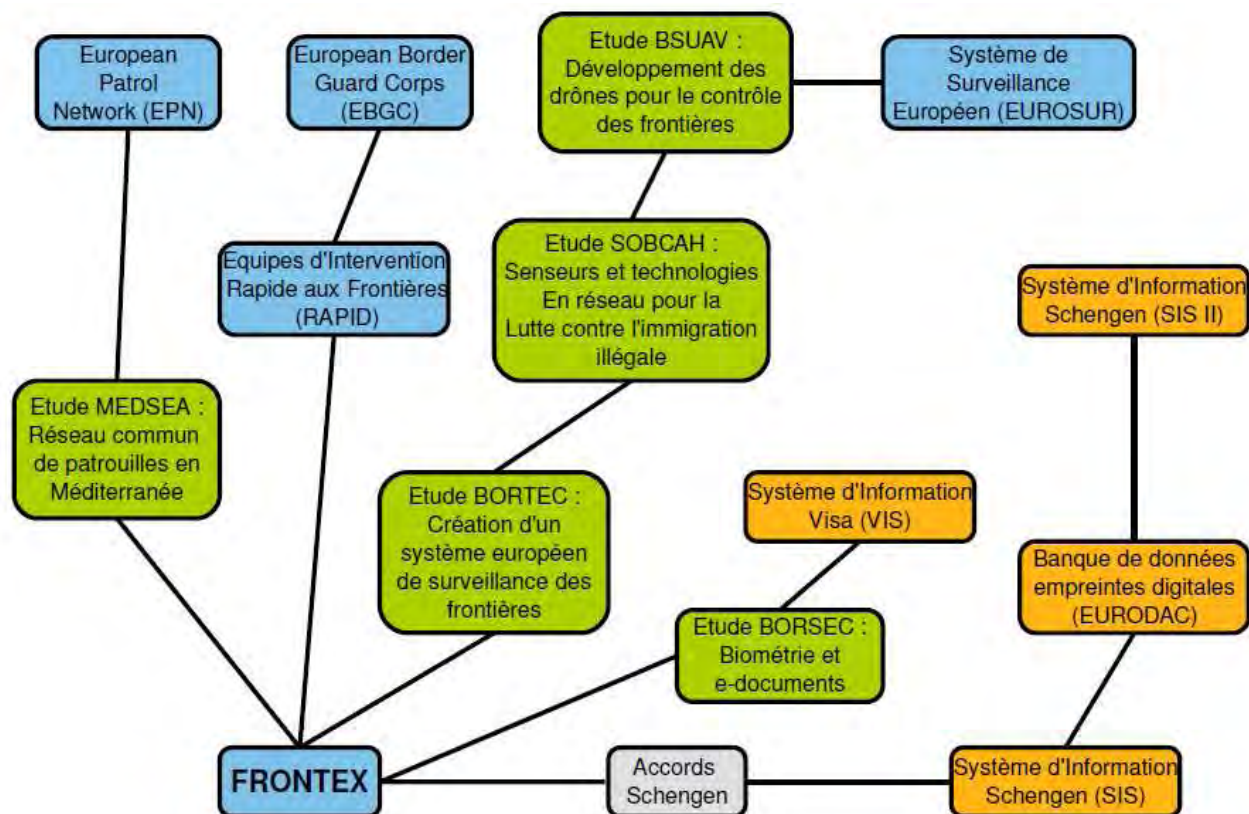 European
Patrol
Network (EPN)
European Border
Guard Corps
(EBGC)
Etude BSUAV :
Développement des
drônes pour le contrôle
des frontières
Système de
Surveillance
Européen (EUROSUR)
Equipes d'Intervention
Rapide aux Frontières
(RAPID)
Etude SOBCAH :
Senseurs et technologies
En réseau pour la
Lutte contre l'immigration
illégale
Système d'Information
Schengen (SIS II)
Etude MEDSEA :
Réseau commun
de patrouilles en
Méditerranée
Etude BORTEC :
Création d'un
système européen
de surveillance des
frontières
Système d'Information
Visa (VIS)
Banque de données
empreintes digitales
(EURODAC)
Etude BORSEC :
Biométrie et
e-documents
FRONTEX
Accords
Schengen
Système d'Information
Schengen (SIS)